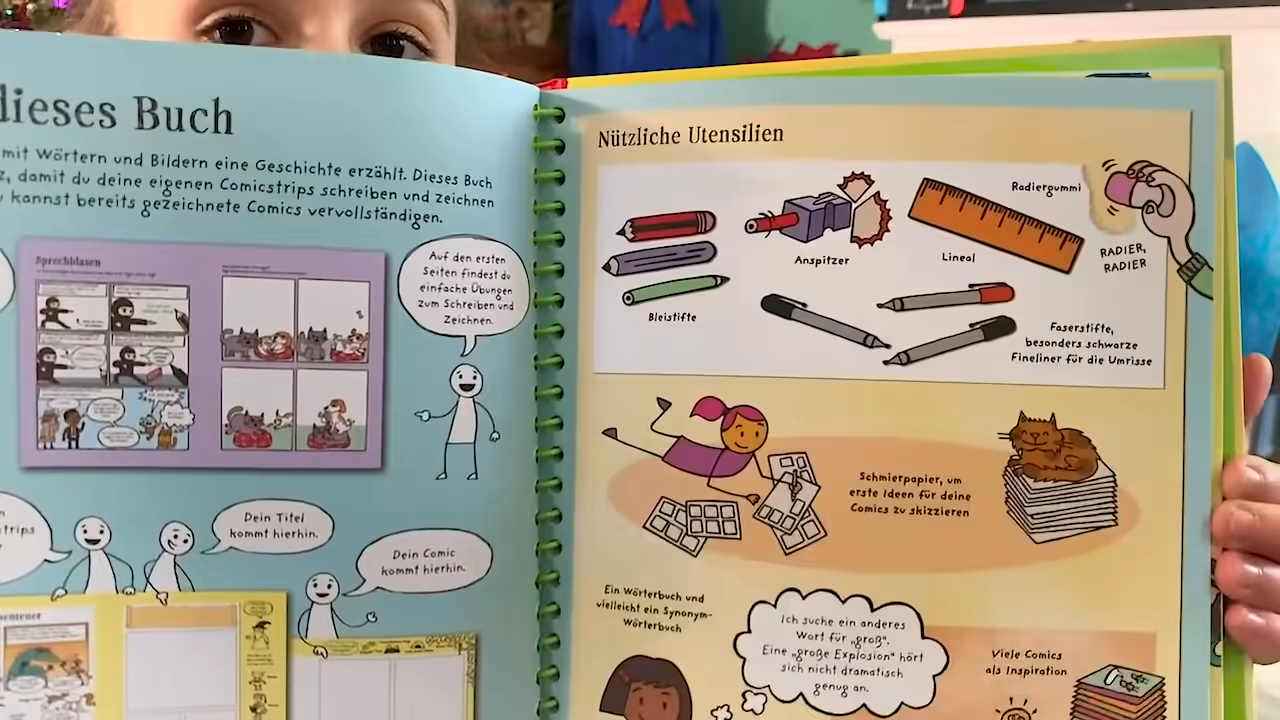 dieses Buch
mit Wörtern und Bildern eine Geschichte erzählt. Dieses Buch
damit du deine eigenen Comicstrips schreiben und zeichnen
kannst bereits gezeichnete Comics vervollständigen.
Sprechblasen
Auf den ersten
Seiten findest du
einfache Übungen
zum Schreiben und
Zeichnen.
Dein Titel
kommt hierhin.
Dein Comic
kommt hierhin.
Nützliche Utensilien
Bleistifte
Anspitzer
Lineal
Radiergummi
RADIER,
RADIER
Faserstifte,
besonders schwarze
Fineliner für die Umrisse
Schmierpapier, um
erste Ideen für deine
Comics zu skizzieren
Ein Wörterbuch und
vielleicht ein Synonym-
Wörterbuch
Ich suche ein anderes
Wort für „groß“.
Eine „große Explosion“ hört
sich nicht dramatisch
genug an.
Viele Comics
als Inspiration